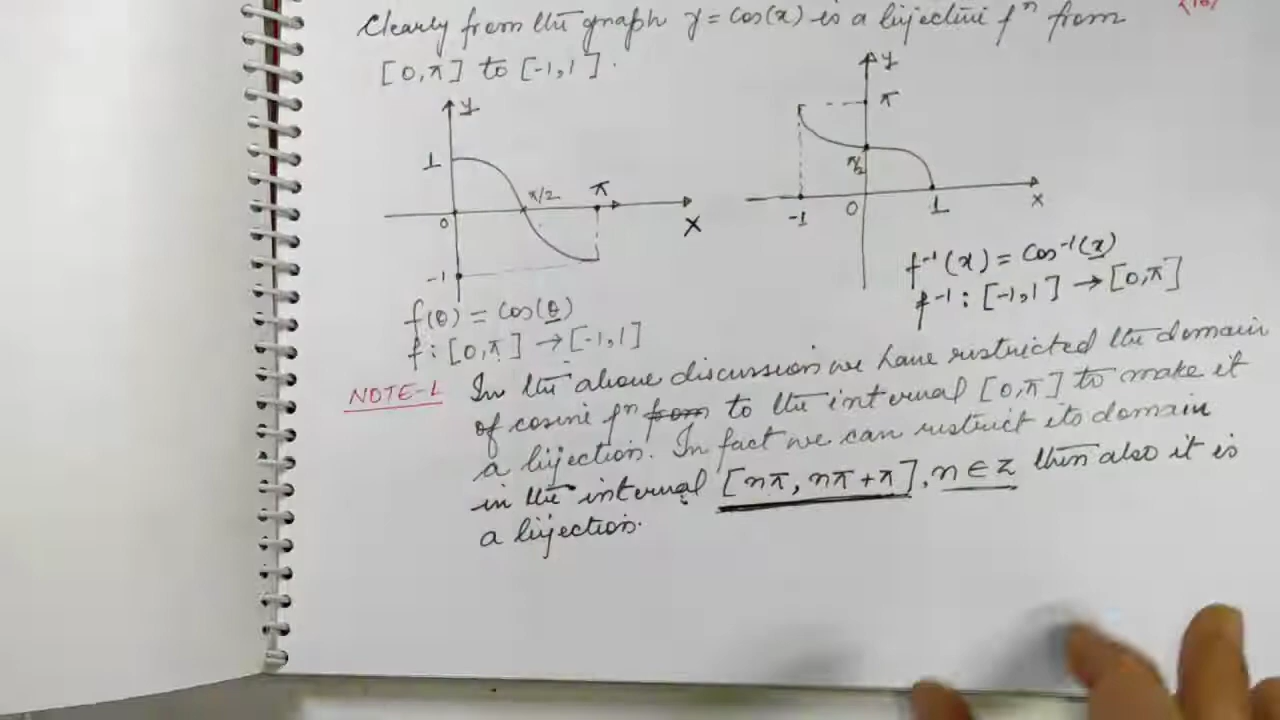 Clearly from the graph y = cos(x) is a bijective fⁿ from
[0,π] to [-1,1].
y
1
π/2
π
0
X
-1
f(θ) = cos(θ)
f : [0,π] → [-1,1]
y
π
π/2
-1
0
1
x
f⁻¹(x) = cos⁻¹(x)
f⁻¹ : [-1,1] → [0,π]
NOTE-1 In the above discussion we have restricted the domain
of cosine fⁿ from to the interval [0,π] to make it
a bijection. In fact we can restrict its domain
in the interval [nπ, nπ+π], n∈Z then also it is
a bijection.